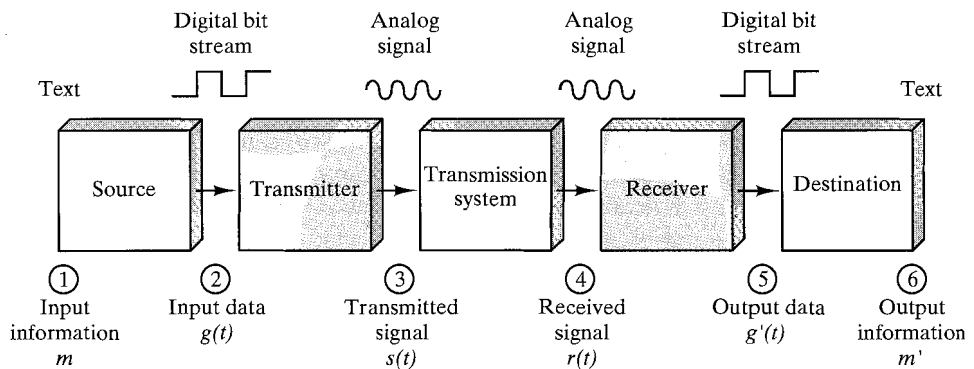 Digital bit
stream
Analog
signal
Analog
signal
Digital bit
stream
Text
Text
Source
Transmitter
Transmission
system
Receiver
Destination
1
Input
information
m
2
Input data
g(t)
3
Transmitted
signal
s(t)
4
Received
signal
r(t)
5
Output data
g'(t)
6
Output
information
m'